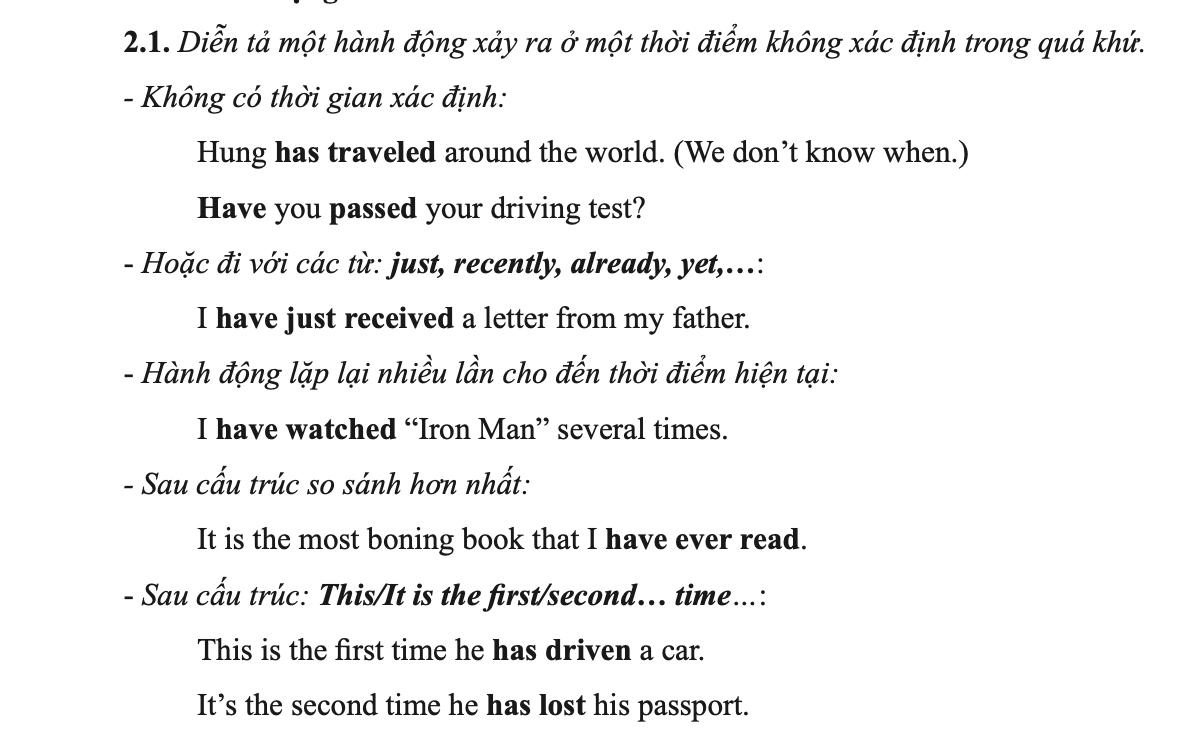 2.1. Diễn tả một hành động xảy ra ở một thời điểm không xác định trong quá khứ.
- Không có thời gian xác định:
Hung has traveled around the world. (We don’t know when.)
Have you passed your driving test?
- Hoặc đi với các từ: just, recently, already, yet,…:
I have just received a letter from my father.
- Hành động lặp lại nhiều lần cho đến thời điểm hiện tại:
I have watched “Iron Man” several times.
- Sau cấu trúc so sánh hơn nhất:
It is the most boning book that I have ever read.
- Sau cấu trúc: This/It is the first/second… time…:
This is the first time he has driven a car.
It’s the second time he has lost his passport.